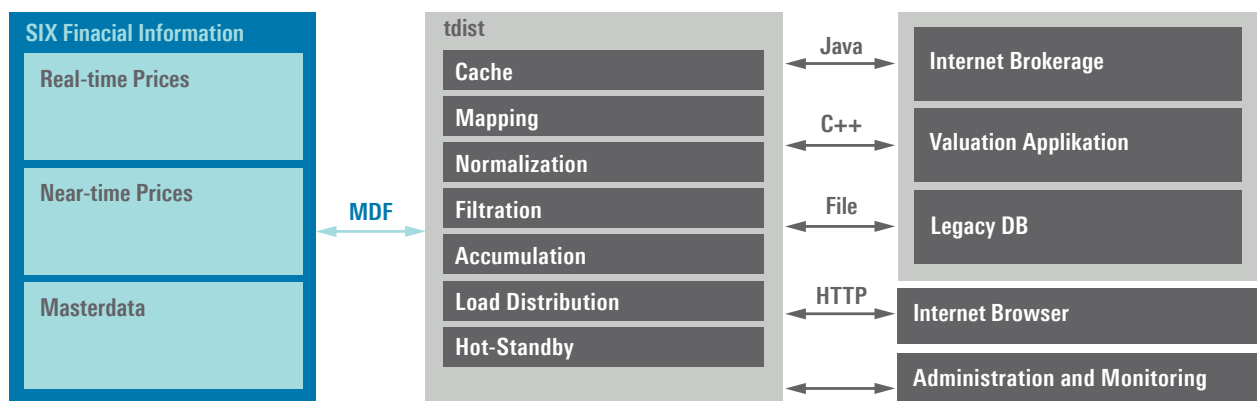 SIX Finacial Information
Real-time Prices
Near-time Prices
Masterdata
MDF
tdist
Cache
Mapping
Normalization
Filtration
Accumulation
Load Distribution
Hot-Standby
Java
C++
File
HTTP
Internet Brokerage
Valuation Applikation
Legacy DB
Internet Browser
Administration and Monitoring